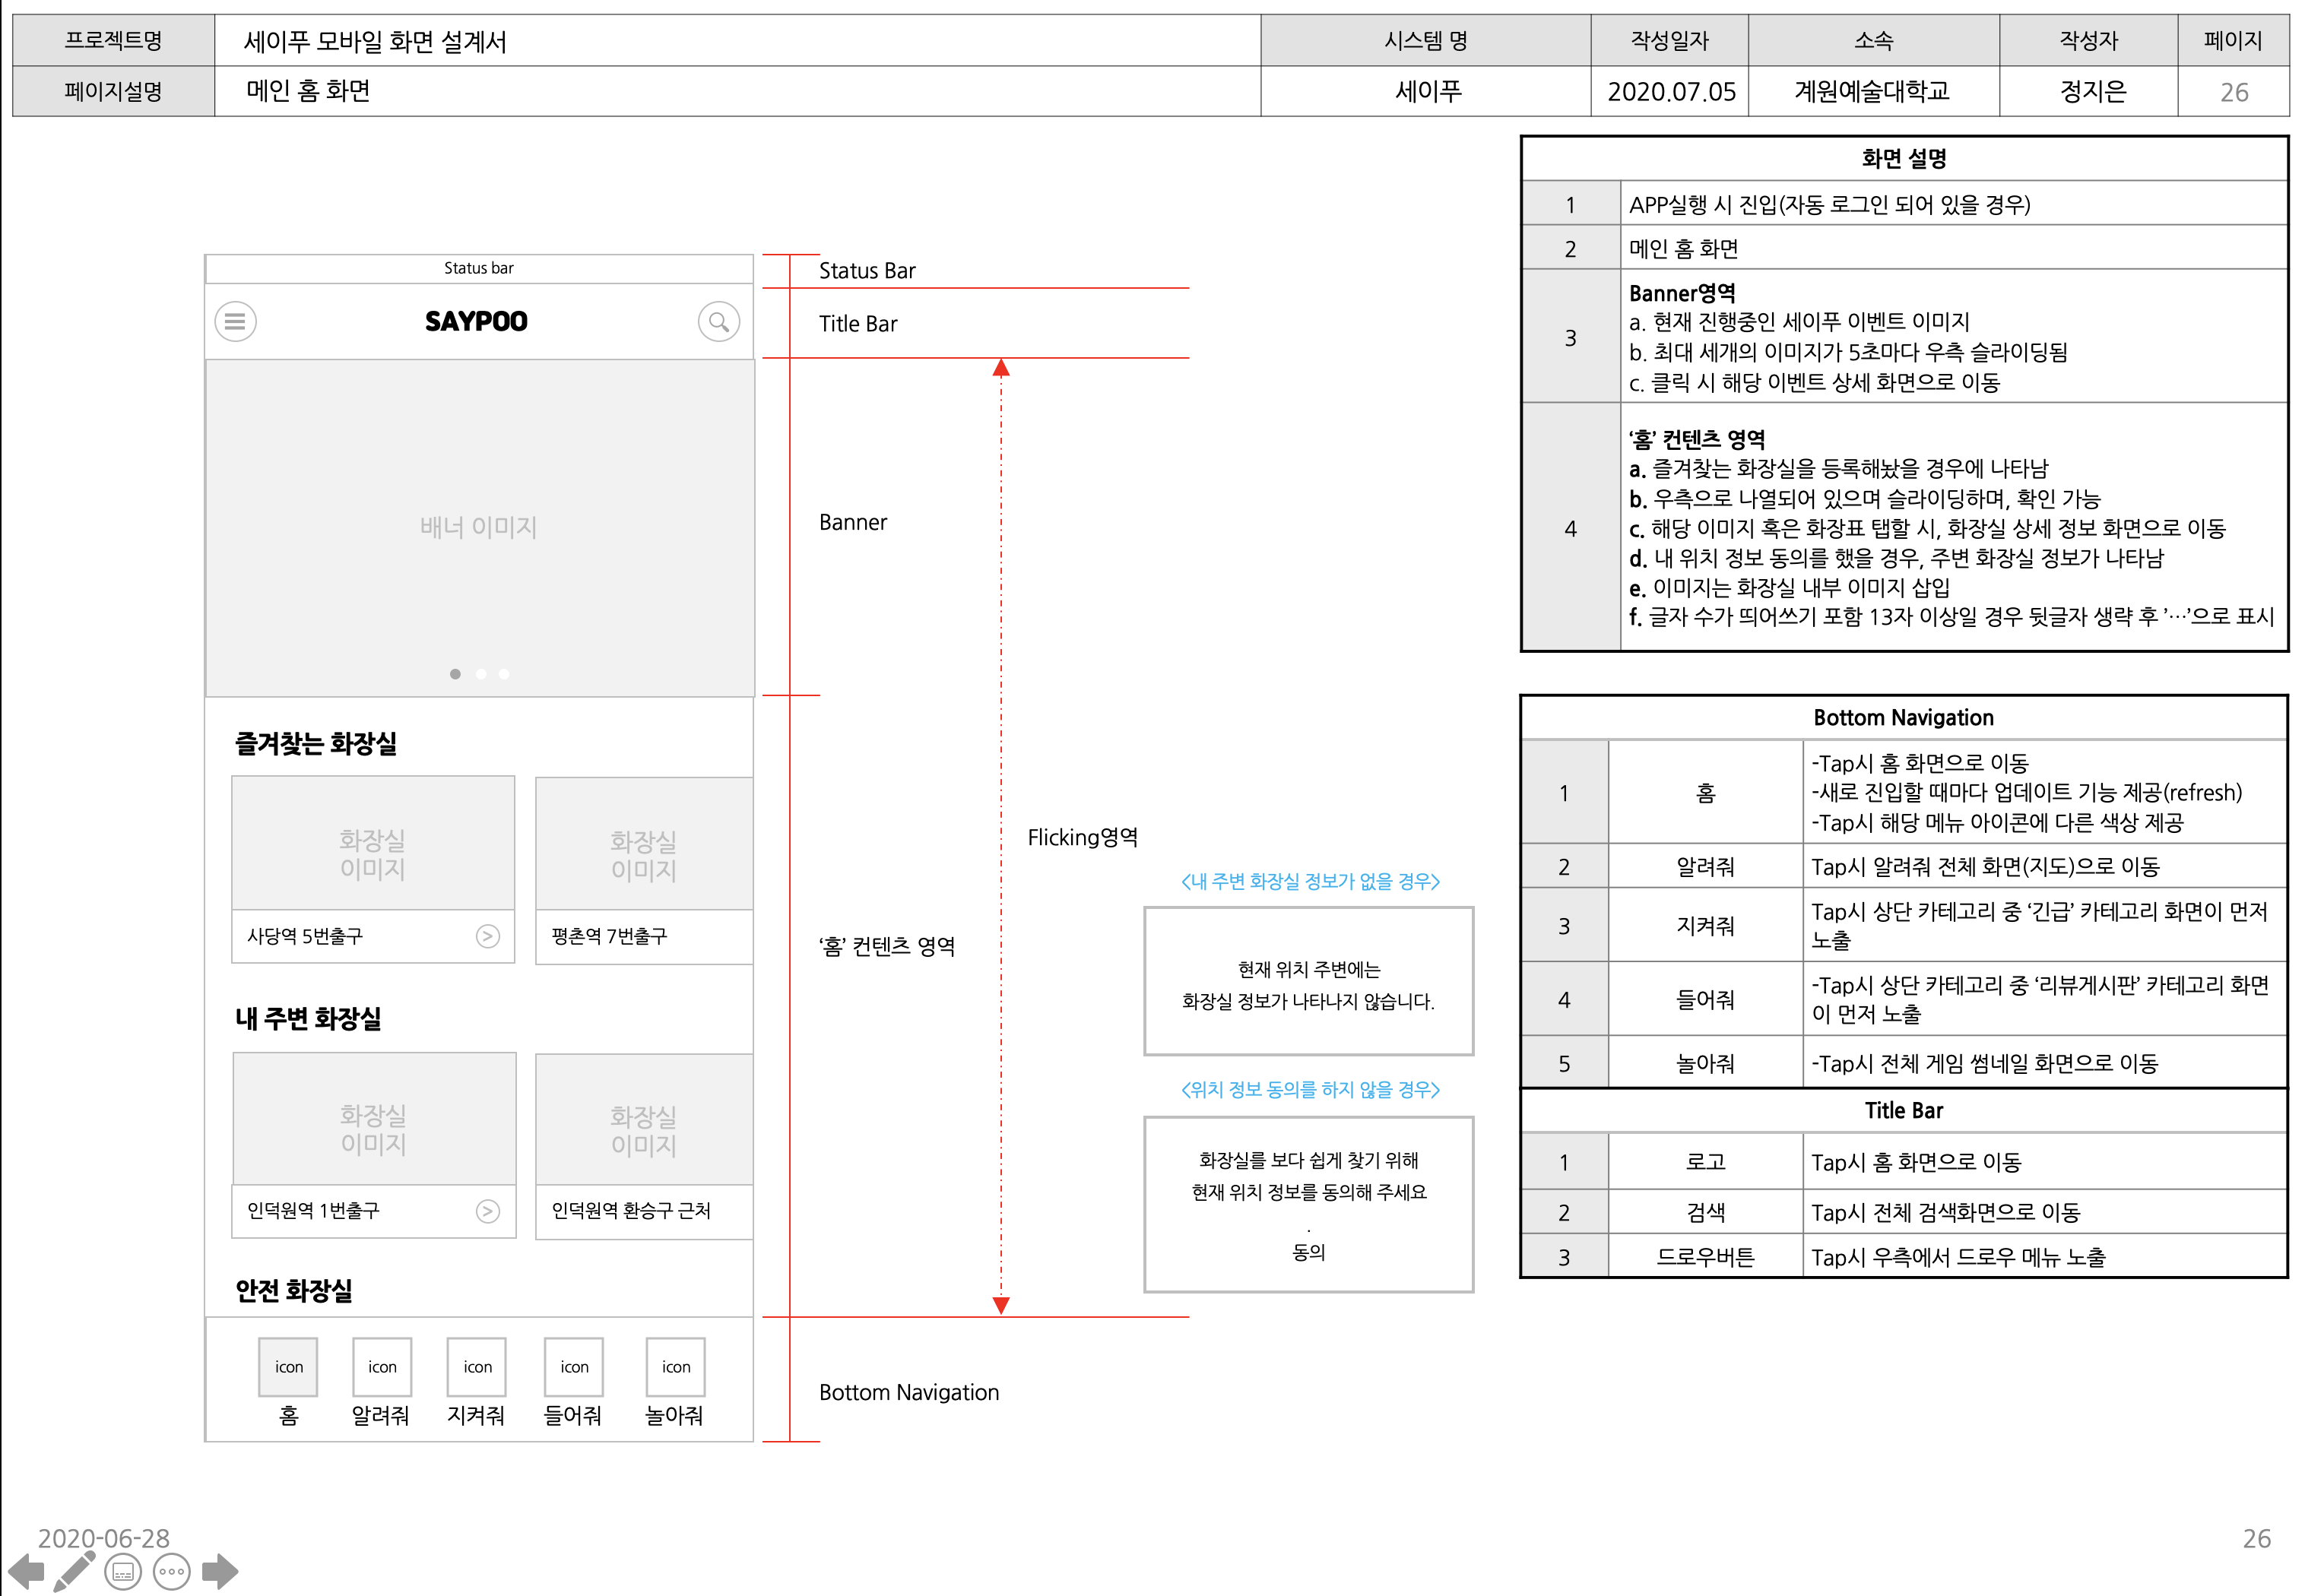 프로젝트명
세이푸 모바일 화면 설계서
시스템 명
작성일자
소속
작성자
페이지
페이지설명
메인 홈 화면
세이푸
2020.07.05
계원예술대학교
정지은
26
Status bar
SAYPOO
배너 이미지
즐겨찾는 화장실
화장실
이미지
화장실
이미지
사당역 5번출구
평촌역 7번출구
내 주변 화장실
화장실
이미지
화장실
이미지
인덕원역 1번출구
인덕원역 환승구 근처
안전 화장실
icon
icon
icon
icon
icon
홈
알려줘
지켜줘
들어줘
놀아줘
Status Bar
Title Bar
Banner
Flicking영역
‘홈’ 컨텐츠 영역
Bottom Navigation
<내 주변 화장실 정보가 없을 경우>
현재 위치 주변에는
화장실 정보가 나타나지 않습니다.
<위치 정보 동의를 하지 않을 경우>
화장실를 보다 쉽게 찾기 위해
현재 위치 정보를 동의해 주세요
.
동의
화면 설명
1
APP실행 시 진입(자동 로그인 되어 있을 경우)
2
메인 홈 화면
3
Banner영역
a. 현재 진행중인 세이푸 이벤트 이미지
b. 최대 세개의 이미지가 5초마다 우측 슬라이딩됨
c. 클릭 시 해당 이벤트 상세 화면으로 이동
4
‘홈’ 컨텐츠 영역
a. 즐겨찾는 화장실을 등록해놨을 경우에 나타남
b. 우측으로 나열되어 있으며 슬라이딩하며, 확인 가능
c. 해당 이미지 혹은 화장표 탭할 시, 화장실 상세 정보 화면으로 이동
d. 내 위치 정보 동의를 했을 경우, 주변 화장실 정보가 나타남
e. 이미지는 화장실 내부 이미지 삽입
f. 글자 수가 띄어쓰기 포함 13자 이상일 경우 뒷글자 생략 후 ’…’으로 표시
Bottom Navigation
1
홈
-Tap시 홈 화면으로 이동
-새로 진입할 때마다 업데이트 기능 제공(refresh)
-Tap시 해당 메뉴 아이콘에 다른 색상 제공
2
알려줘
Tap시 알려줘 전체 화면(지도)으로 이동
3
지켜줘
Tap시 상단 카테고리 중 ‘긴급’ 카테고리 화면이 먼저
노출
4
들어줘
-Tap시 상단 카테고리 중 ‘리뷰게시판’ 카테고리 화면
이 먼저 노출
5
놀아줘
-Tap시 전체 게임 썸네일 화면으로 이동
Title Bar
1
로고
Tap시 홈 화면으로 이동
2
검색
Tap시 전체 검색화면으로 이동
3
드로우버튼
Tap시 우측에서 드로우 메뉴 노출
2020-06-28
26